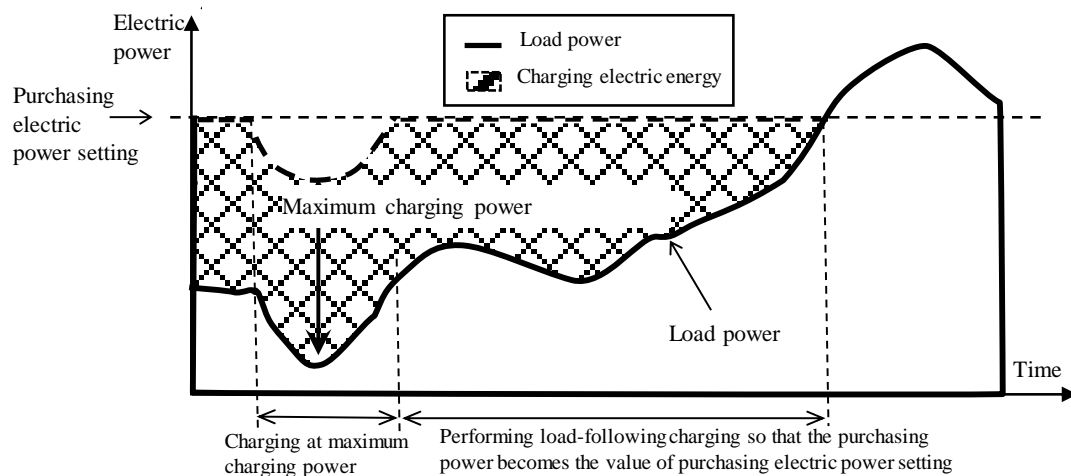 Electric
power
Load power
Charging electric energy
Purchasing
electric
power setting
Maximum charging power
Load power
Time
Charging at maximum
charging power
Performing load-following charging so that the purchasing
power becomes the value of purchasing electric power setting